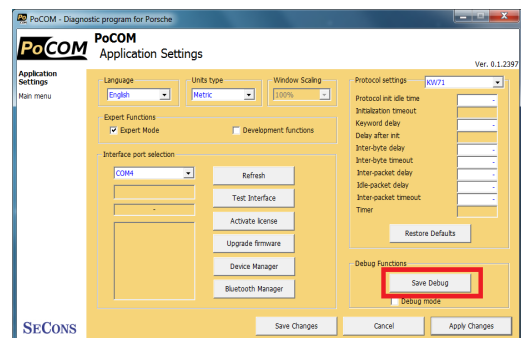 PoCOM - Diagnostic program for Porsche
PoCOM
PoCOM
Application Settings
Ver. 0.1.2397
Application
Settings
Main menu
Language
English
Units type
Metric
Window Scaling
100%
Expert Functions
Expert Mode
Development functions
Interface port selection
COM4
-
Refresh
Test Interface
Activate license
Upgrade firmware
Device Manager
Bluetooth Manager
Protocol settings
KW71
Protocol init idle time
-
Initialization timeout
Keyword delay
-
Delay after init
Inter-byte delay
-
Inter-byte timeout
-
Inter-packet delay
-
Idle-packet delay
-
Inter-packet timeout
-
Timer
Restore Defaults
Debug Functions
Save Debug
Debug mode
SECONS
Save Changes
Cancel
Apply Changes